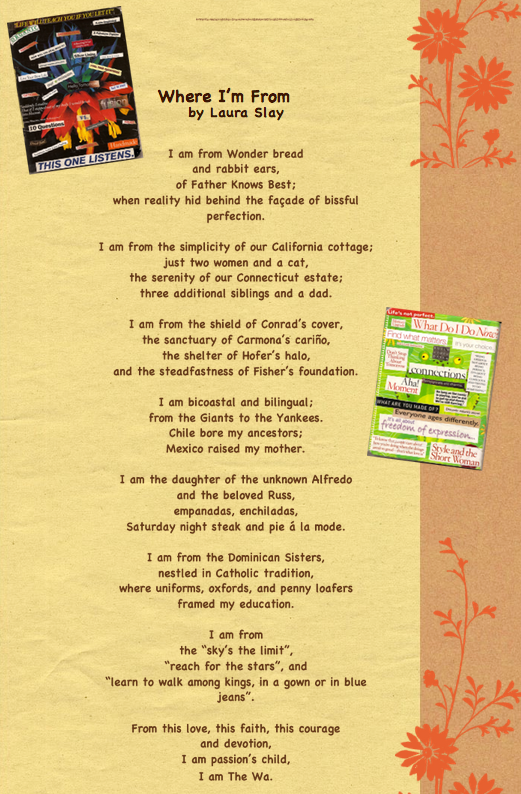 "LIFE WILL TEACH YOU IF YOU LET IT"
10 Questions
VS.
fusion
Handmade
THIS ONE LISTENS.
Where I'm From
by Laura Slay
I am from Wonder bread
and rabbit ears,
of Father Knows Best;
when reality hid behind the façade of bissful
perfection.
I am from the simplicity of our California cottage;
just two women and a cat,
the serenity of our Connecticut estate;
three additional siblings and a dad.
I am from the shield of Conrad's cover,
the sanctuary of Carmona's cariño,
the shelter of Hofer's halo,
and the steadfastness of Fisher's foundation.
I am bicoastal and bilingual;
from the Giants to the Yankees.
Chile bore my ancestors;
Mexico raised my mother.
I am the daughter of the unknown Alfredo
and the beloved Russ,
empanadas, enchiladas,
Saturday night steak and pie á la mode.
I am from the Dominican Sisters,
nestled in Catholic tradition,
where uniforms, oxfords, and penny loafers
framed my education.
I am from
the “sky's the limit”,
“reach for the stars”, and
“learn to walk among kings, in a gown or in blue
jeans”.
From this love, this faith, this courage
and devotion,
I am passion's child,
I am The Wa.
Life's not perfect.
What Do I Do Now?
Find what matters.
it's your choice.
Don't Stop
Thinking
About
Tomorrow
connections
Aha!
Moment
WHAT ARE YOU MADE OF?
Everyone ages differently.
it's all about
freedom of expression...
Style and the
Short Woman